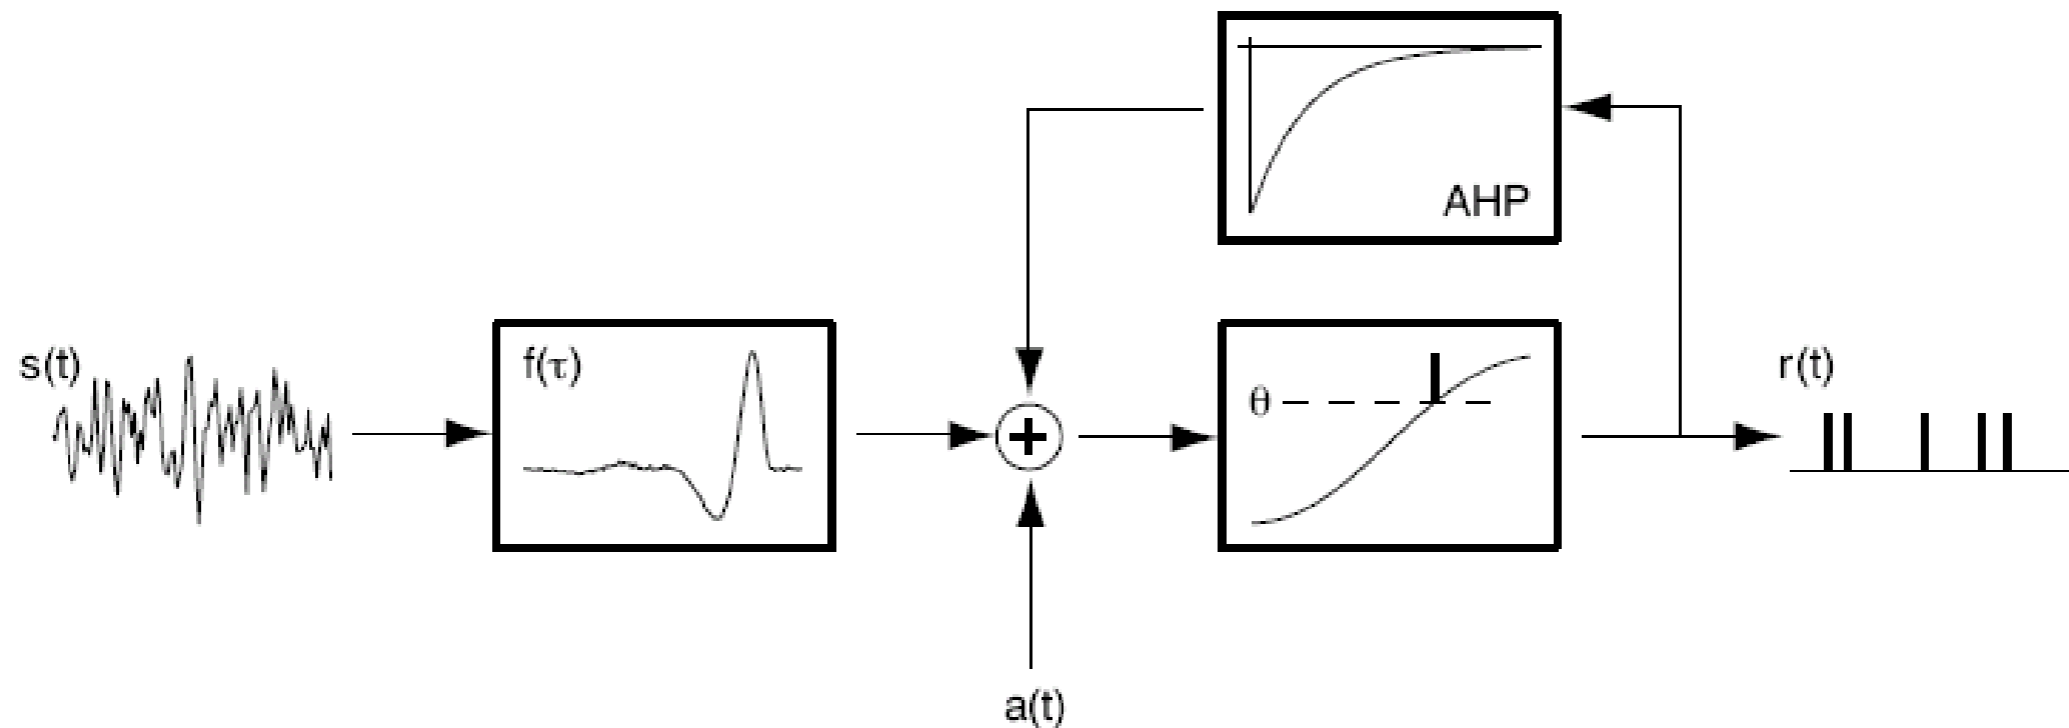 AHP
s(t)
f(τ)
θ
r(t)
+
a(t)